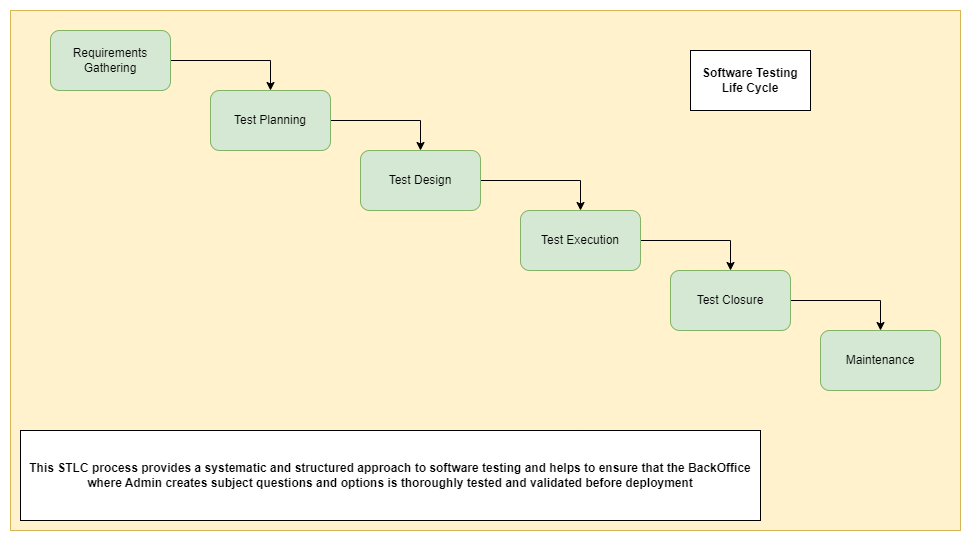 Requirements
Gathering
Software Testing
Life Cycle
Test Planning
Test Design
Test Execution
Test Closure
Maintenance
This STLC process provides a systematic and structured approach to software testing and helps to ensure that the BackOffice
where Admin creates subject questions and options is thoroughly tested and validated before deployment